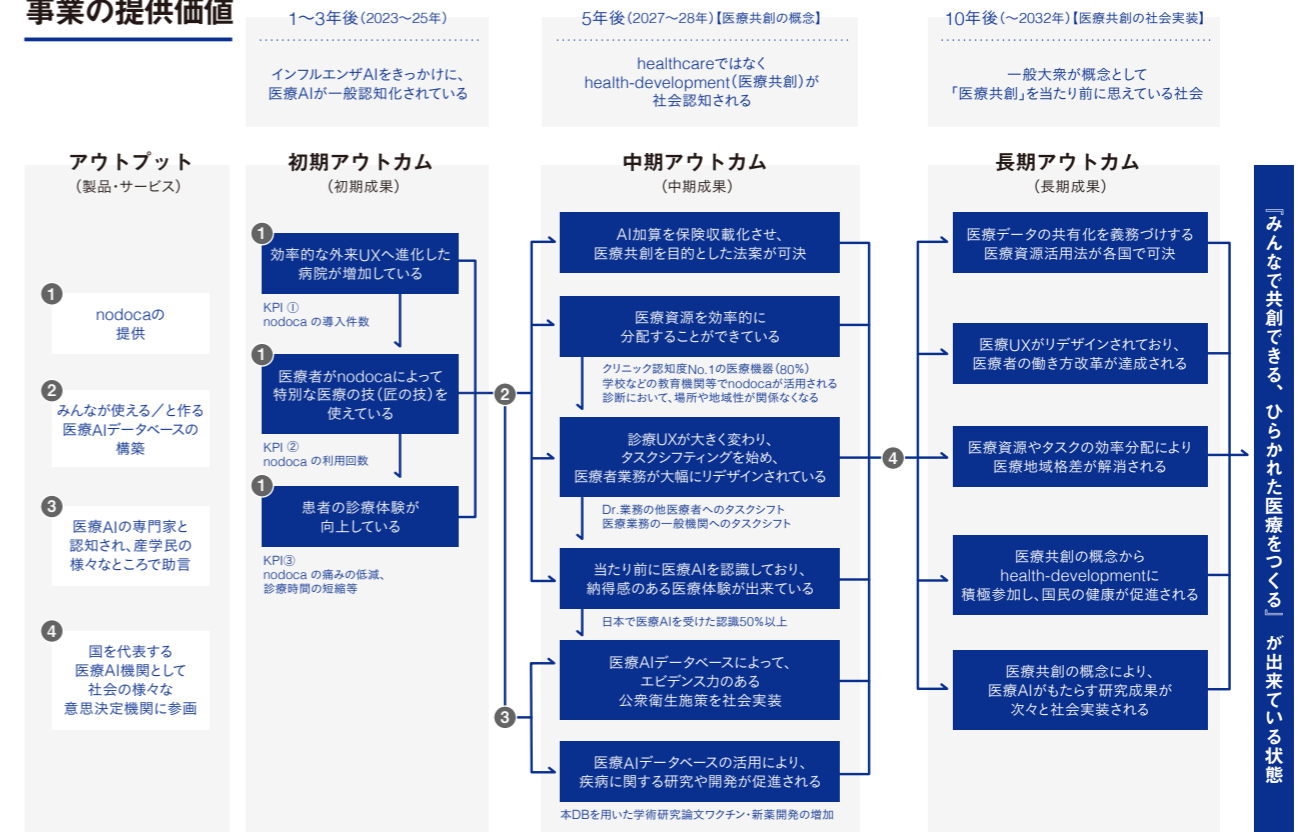 事業の提供価値
1〜3年後(2023〜25年)
インフルエンザAIをきっかけに、
医療AIが一般認知化されている
5年後(2027〜28年)【医療共創の概念】
healthcareではなく
health-development(医療共創)が
社会認知される
10年後(〜2032年)【医療共創の社会実装】
一般大衆が概念として
「医療共創」を当たり前に思えている社会
アウトプット
(製品・サービス)
1
nodocaの
提供
2
みんなが使える/と作る
医療AIデータベースの
構築
3
医療AIの専門家と
認知され、産学民の
様々なところで助言
4
国を代表する
医療AI機関として
社会の様々な
意思決定機関に参画
初期アウトカム
(初期成果)
1
効率的な外来UXへ進化した
病院が増加している
KPI ①
nodoca の導入件数
1
医療者がnodocaによって
特別な医療の技(匠の技)を
使えている
KPI ②
nodoca の利用回数
1
患者の診療体験が
向上している
KPI③
nodoca の痛みの低減、
診療時間の短縮等
2
3
中期アウトカム
(中期成果)
AI加算を保険収載化させ、
医療共創を目的とした法案が可決
医療資源を効率的に
分配することができている
クリニック認知度No.1の医療機器(80%)
学校などの教育機関等でnodocaが活用される
診断において、場所や地域性が関係なくなる
診療UXが大きく変わり、
タスクシフティングを始め、
医療者業務が大幅にリデザインされている
Dr.業務の他医療者へのタスクシフト
医療業務の一般機関へのタスクシフト
当たり前に医療AIを認識しており、
納得感のある医療体験が出来ている
日本で医療AIを受けた認識50%以上
医療AIデータベースによって、
エビデンス力のある
公衆衛生施策を社会実装
医療AIデータベースの活用により、
疾病に関する研究や開発が促進される
本DBを用いた学術研究論文ワクチン・新薬開発の増加
4
長期アウトカム
(長期成果)
医療データの共有化を義務づけする
医療資源活用法が各国で可決
医療UXがリデザインされており、
医療者の働き方改革が達成される
医療資源やタスクの効率分配により
医療地域格差が解消される
医療共創の概念から
health-developmentに
積極参加し、国民の健康が促進される
医療共創の概念により、
医療AIがもたらす研究成果が
次々と社会実装される
『みんなで共創できる、ひらかれた医療をつくる』が出来ている状態